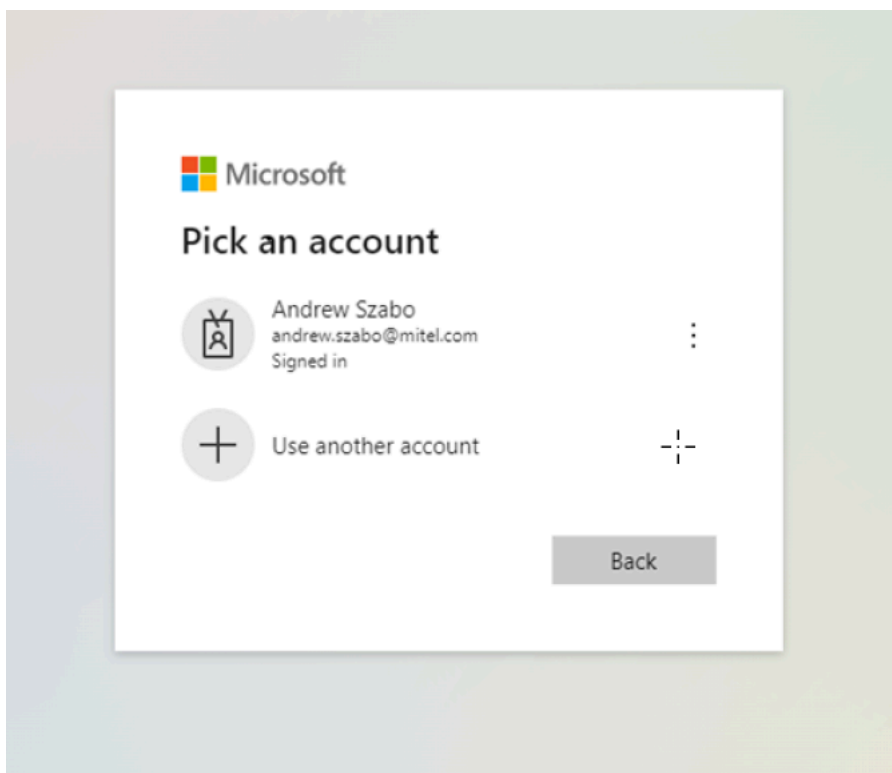 Microsoft
Pick an account
Andrew Szabo
andrew.szabo@mitel.com
Signed in
Use another account
Back